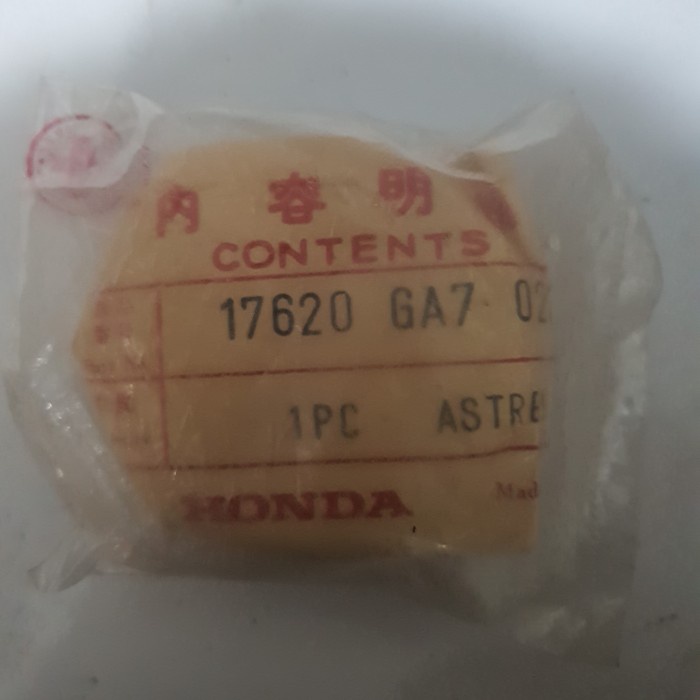 内容明
CONTENTS
17620 GA7 02
1PC ASTRE
HONDA
Mad